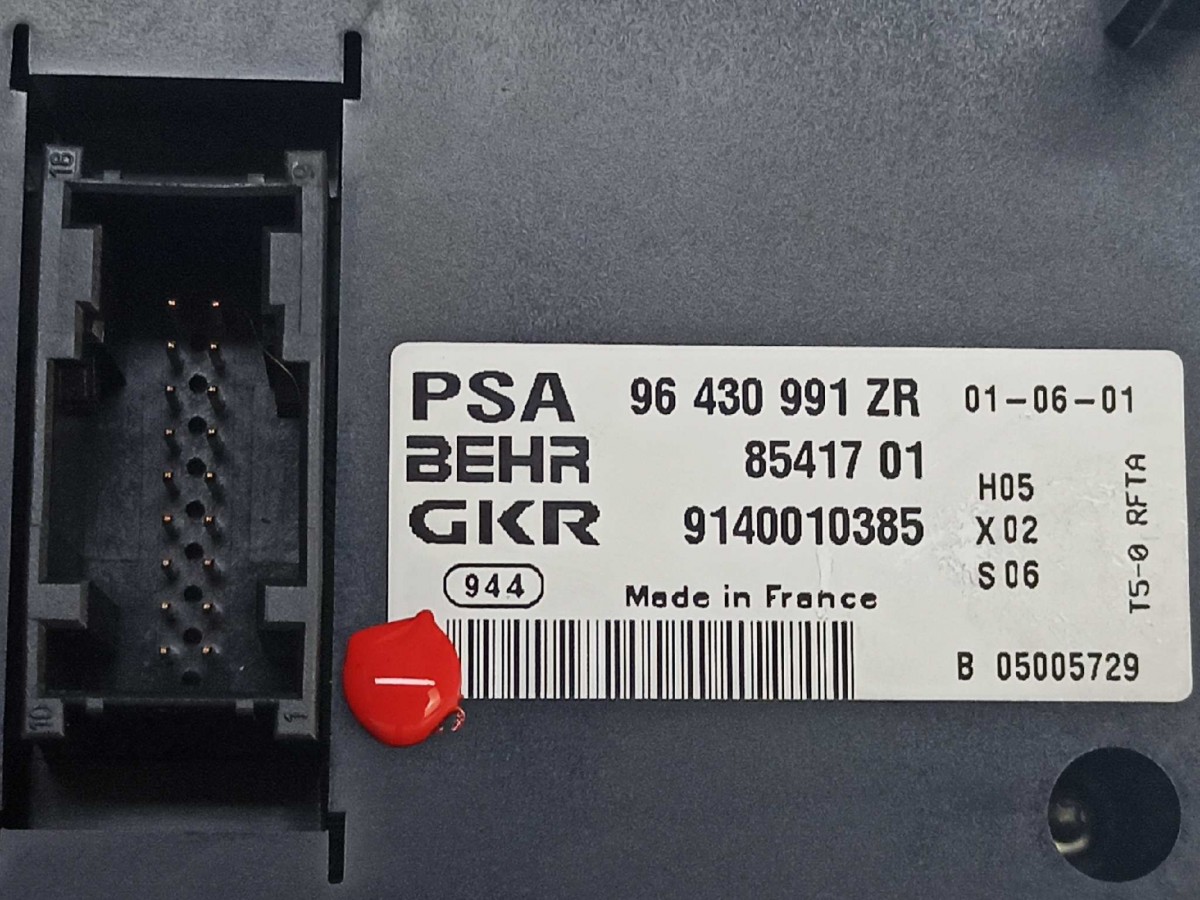 18 9
PSA 96 430 991 ZR 01-06-01
BEHR 85417 01
GKR 9140010385
H05
X02
S06
T5-0 RFTA
944 Made in France
B 05005729
10 1